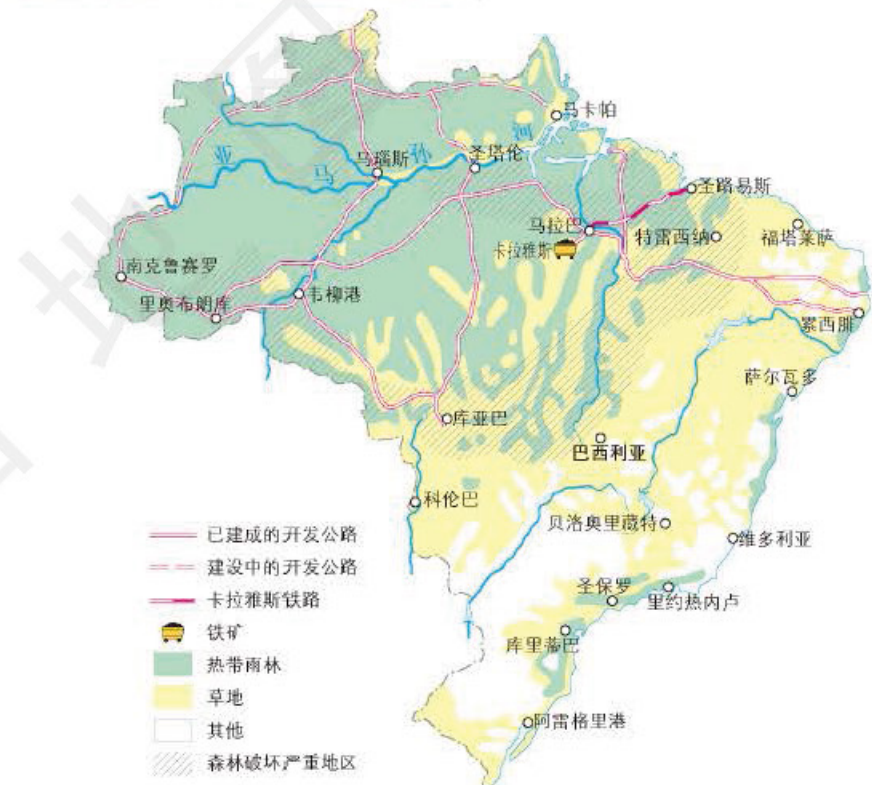 马卡帕
亚马孙河
马瑙斯
圣塔伦
圣路易斯
马拉巴
特雷西纳
福塔莱萨
卡拉雅斯
南克鲁赛罗
里奥布朗库
韦柳港
累西腓
萨尔瓦多
库亚巴
巴西利亚
科伦巴
贝洛奥里藏特
维多利亚
圣保罗
里约热内卢
库里蒂巴
阿雷格里港
已建成的开发公路
建设中的开发公路
卡拉雅斯铁路
铁矿
热带雨林
草地
其他
森林破坏严重地区